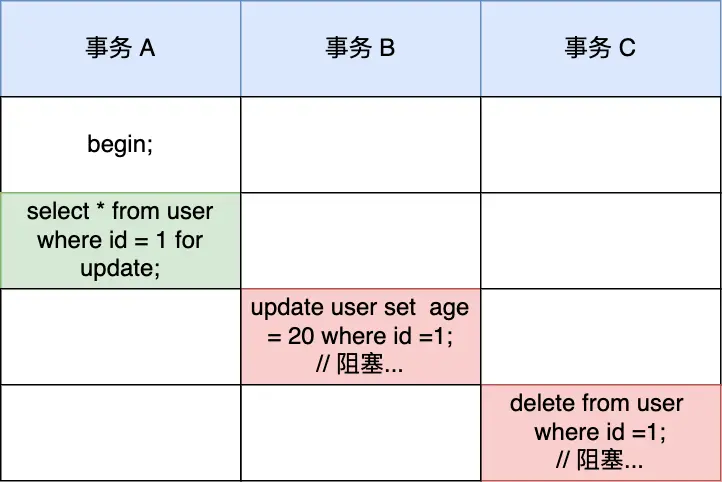 事务 A
事务 B
事务 C
begin;
select * from user
where id = 1 for
update;
update user set  age
= 20 where id =1;
// 阻塞...
delete from user
where id =1;
// 阻塞...